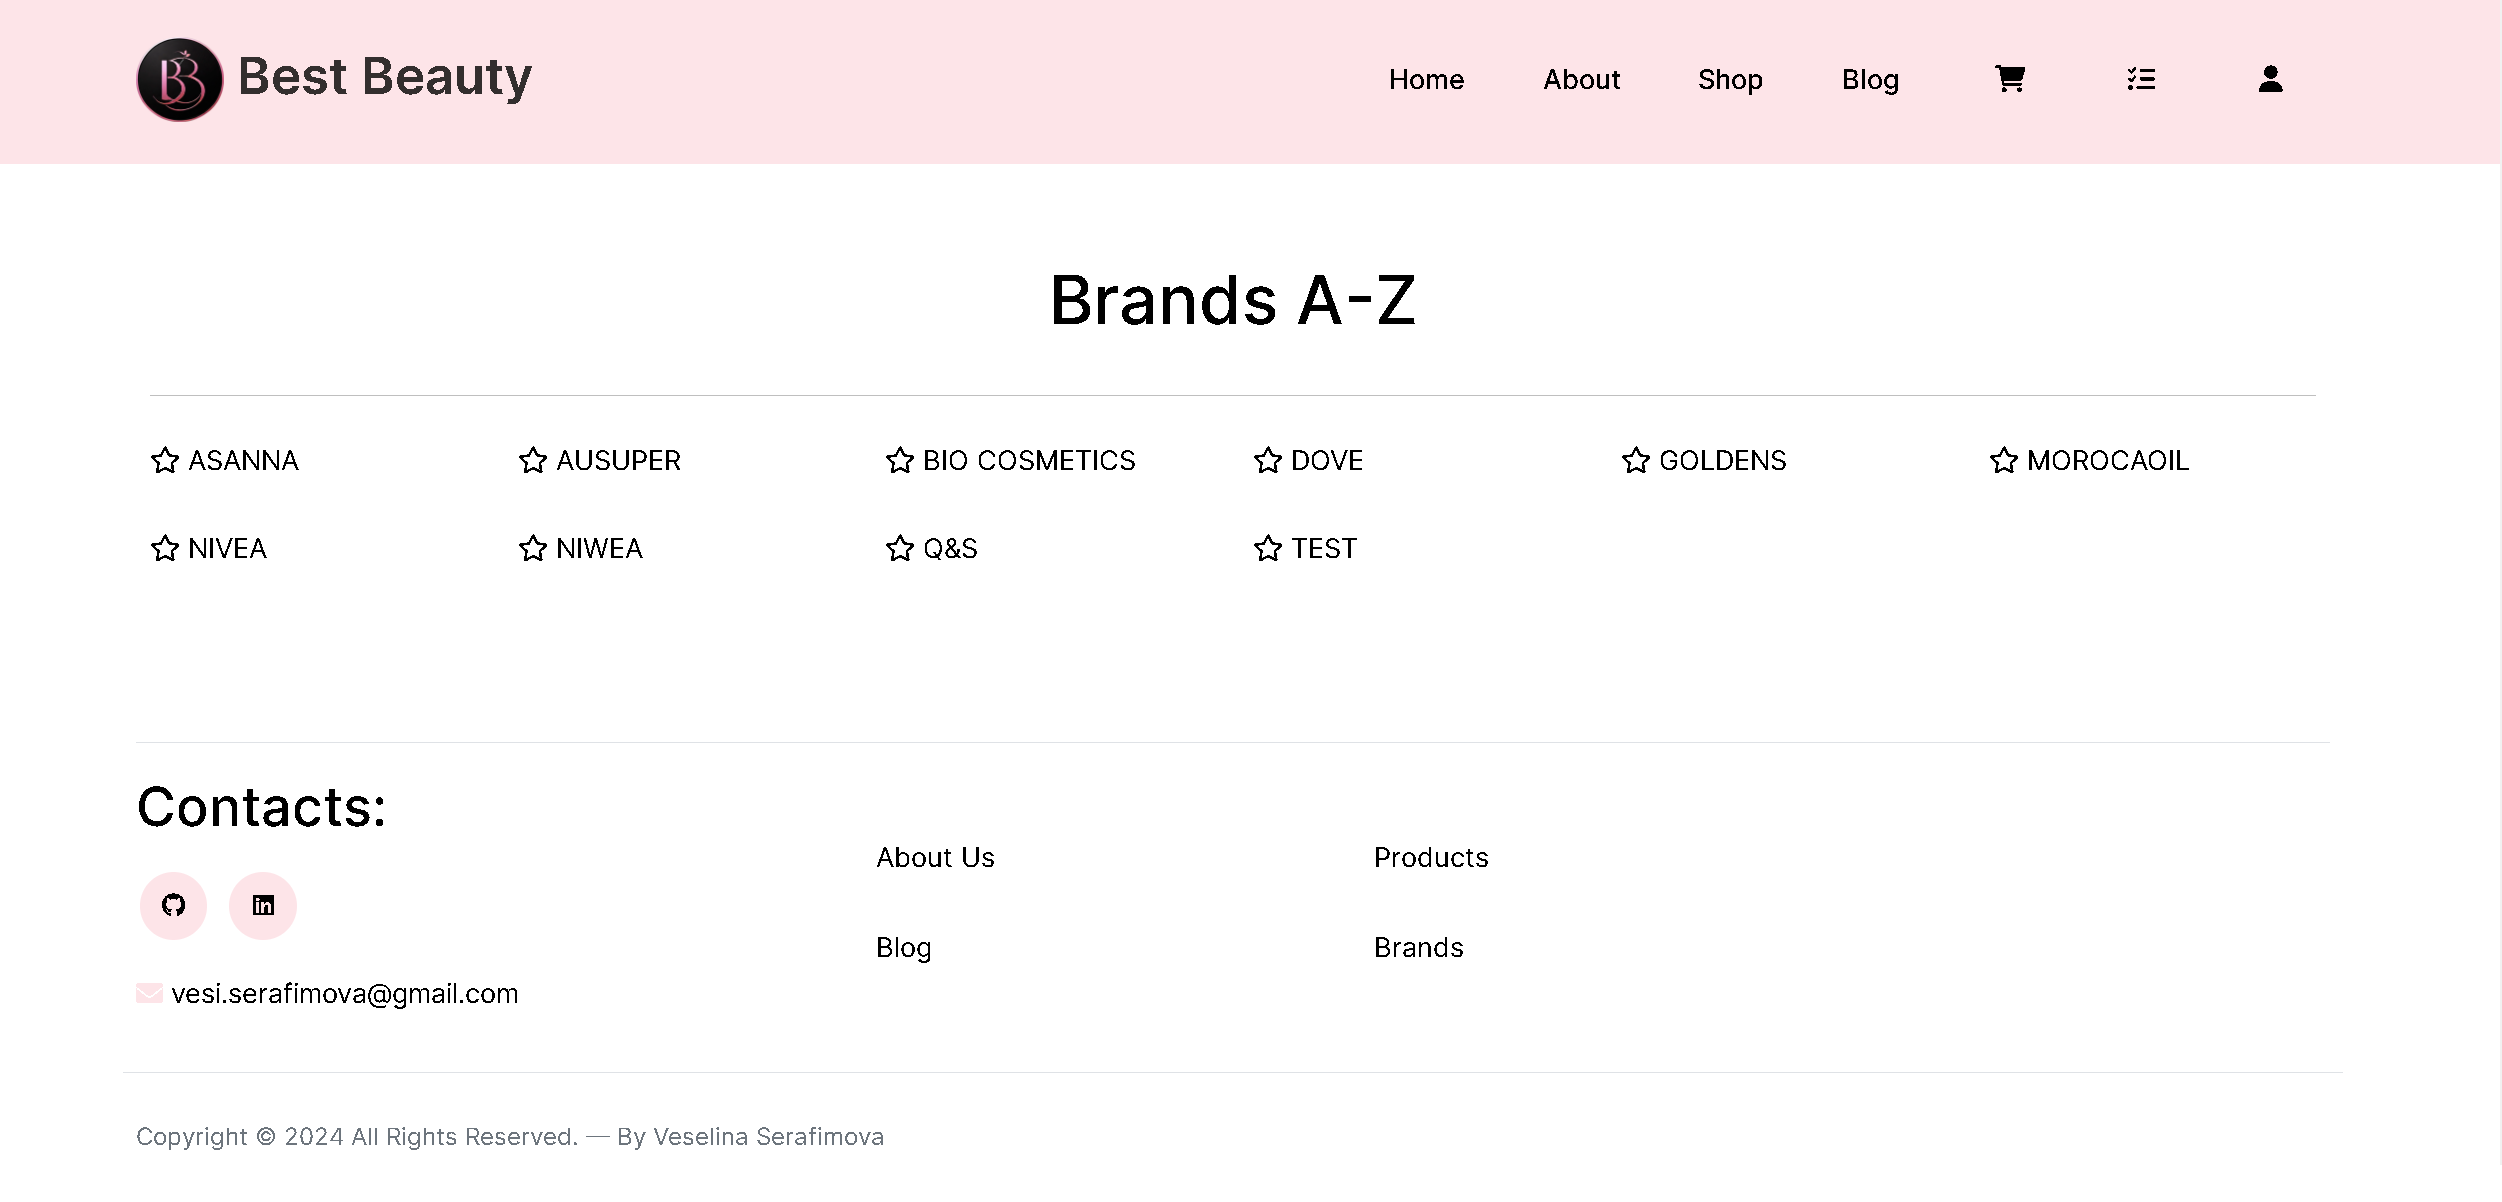 Best Beauty
Home About Shop Blog
Brands A-Z
ASANNA AUSUPER BIO COSMETICS DOVE GOLDENS MOROCAOIL
NIVEA NIWEA Q&S TEST
Contacts:
About Us Products
Blog Brands
vesi.serafimova@gmail.com
Copyright © 2024 All Rights Reserved. — By Veselina Serafimova